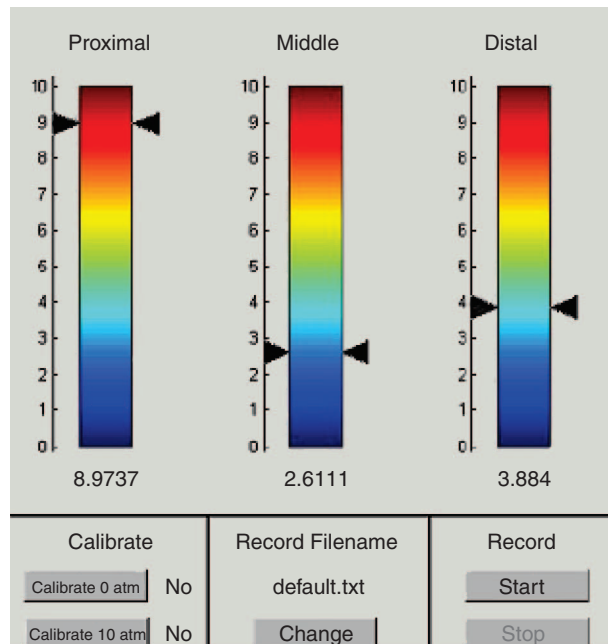 Proximal Middle Distal
10 10 10
9 9 9
8 8 8
7 7 7
6 6 6
5 5 5
4 4 4
3 3 3
2 2 2
1 1 1
0 0 0
8.9737 2.6111 3.884
Calibrate Record Filename Record
Calibrate 0 atm No default.txt Start
Calibrate 10 atm No Change Stop